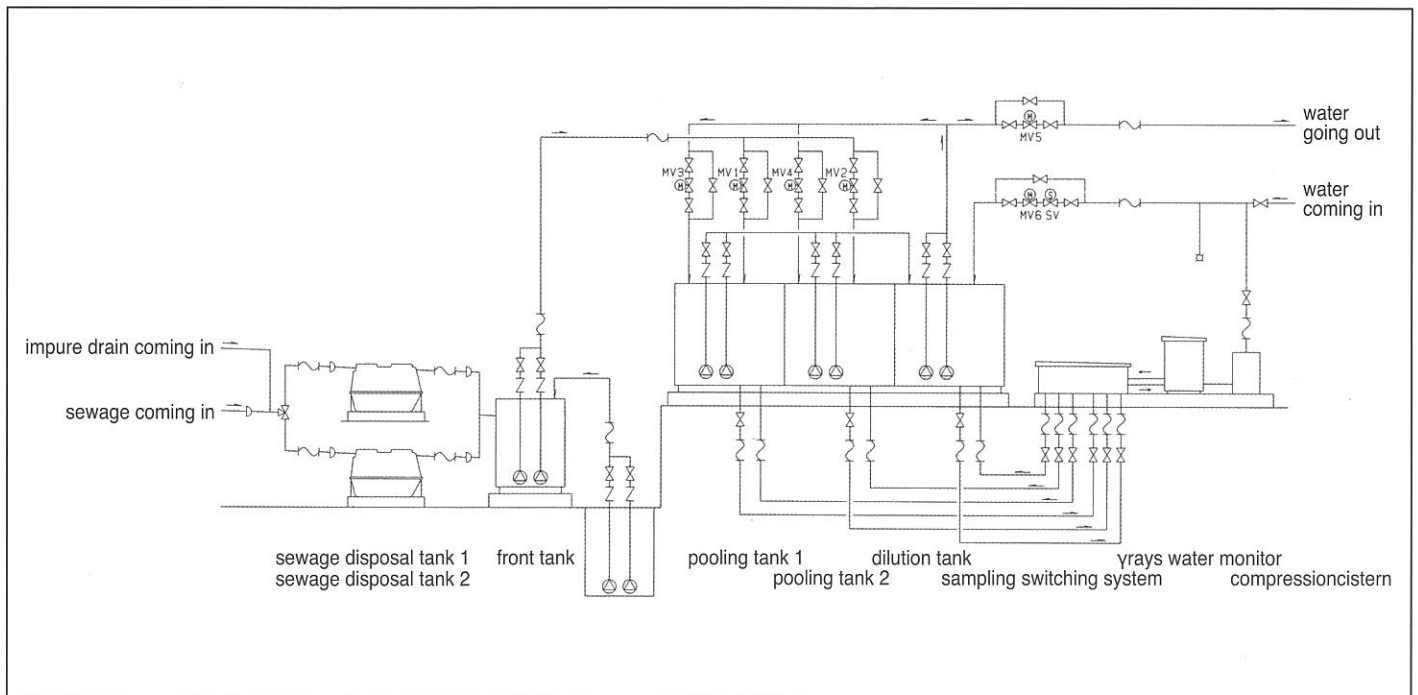 water
going out
M
MV5
MV3
M
MV1
M
MV4
M
MV2
M
M
S
MV6 SV
water
coming in
impure drain coming in
sewage coming in
sewage disposal tank 1
sewage disposal tank 2
front tank
pooling tank 1
pooling tank 2
dilution tank
sampling switching system
γrays water monitor
compressioncistern